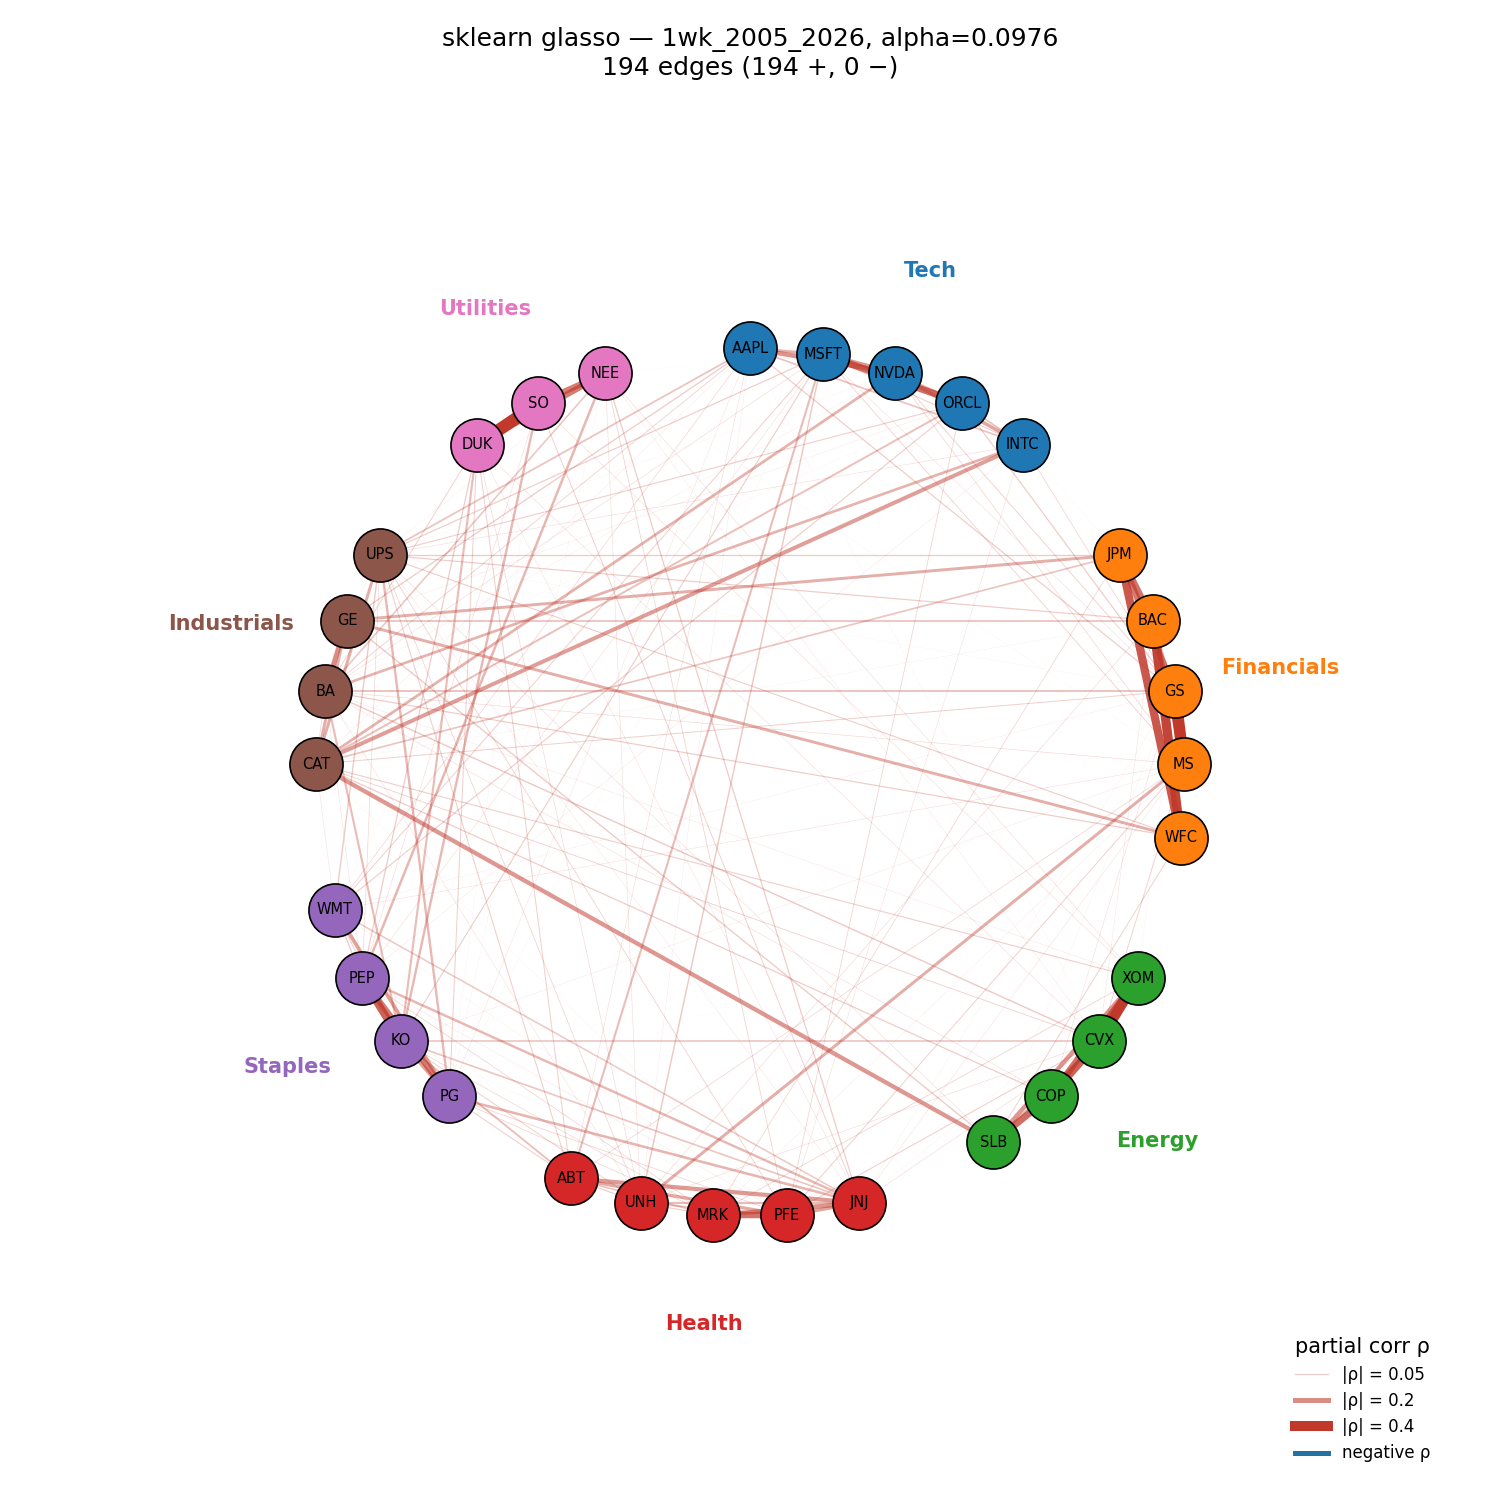 sklearn glasso — 1wk_2005_2026, alpha=0.0976
194 edges (194 +, 0 −)
Tech
Utilities
AAPL
MSFT
NVDA
ORCL
INTC
NEE
SO
DUK
UPS
GE
BA
CAT
Industrials
JPM
BAC
GS
MS
WFC
Financials
WMT
PEP
KO
PG
Staples
XOM
CVX
COP
SLB
Energy
ABT
UNH
MRK
PFE
JNJ
Health
partial corr ρ
|ρ| = 0.05
|ρ| = 0.2
|ρ| = 0.4
negative ρ